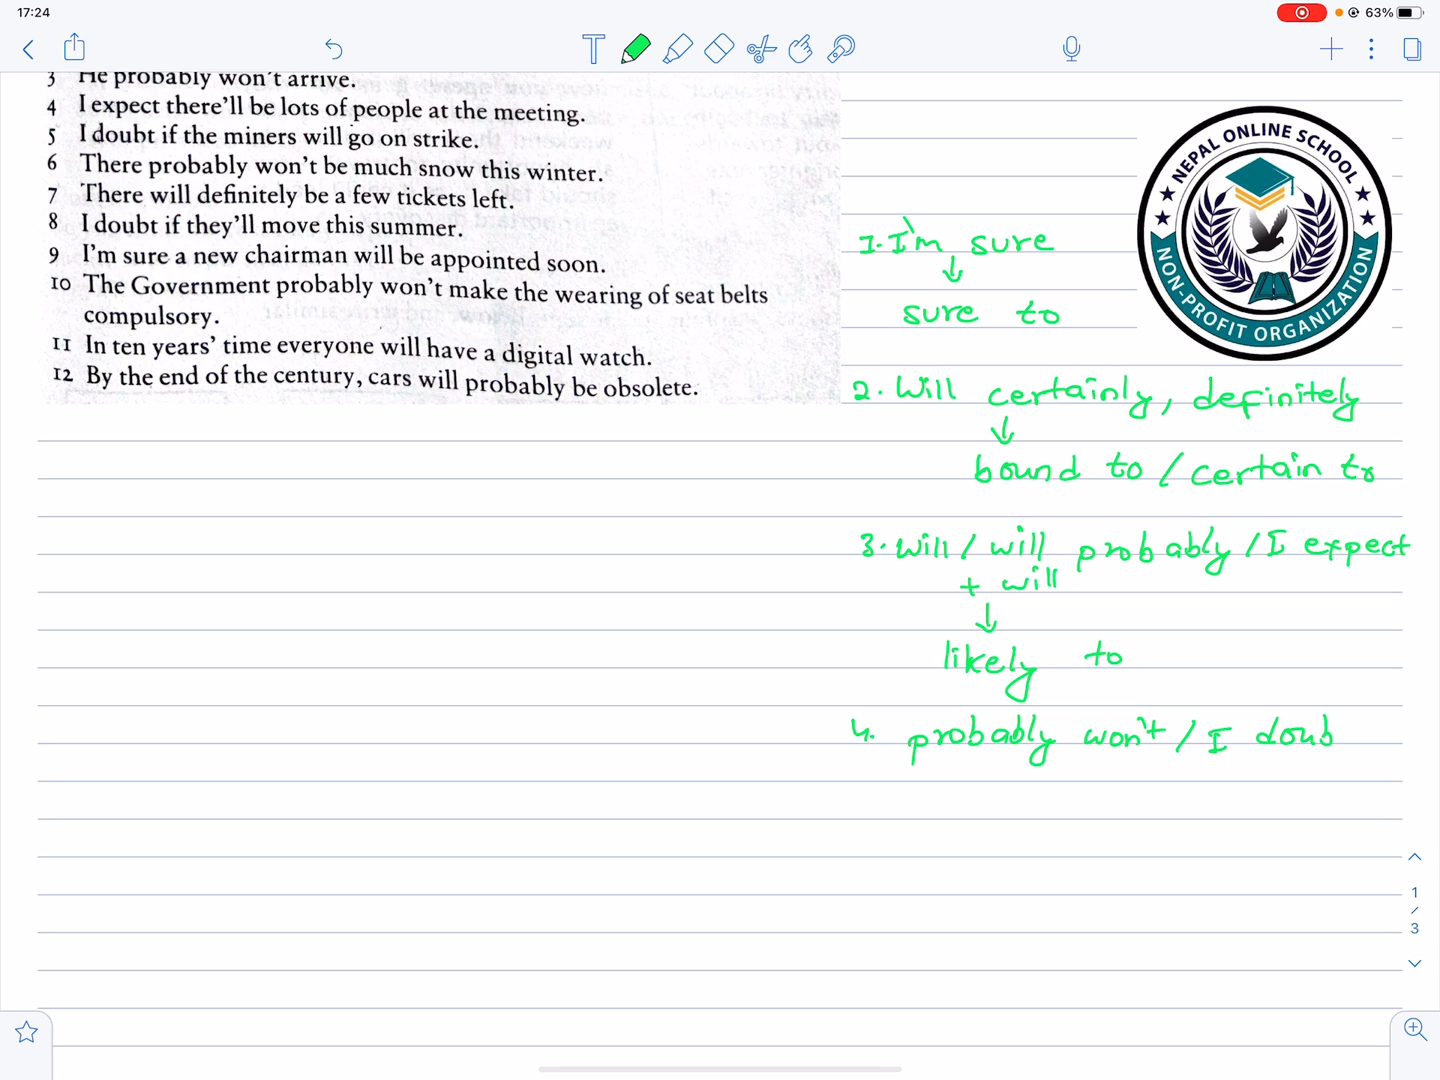 17:24
63%
3 He probably won't arrive.
4 I expect there'll be lots of people at the meeting.
5 I doubt if the miners will go on strike.
6 There probably won't be much snow this winter.
7 There will definitely be a few tickets left.
8 I doubt if they'll move this summer.
9 I'm sure a new chairman will be appointed soon.
10 The Government probably won't make the wearing of seat belts
compulsory.
11 In ten years' time everyone will have a digital watch.
12 By the end of the century, cars will probably be obsolete.
NEPAL ONLINE SCHOOL
NON-PROFIT ORGANIZATION
1. I'm sure
↓
sure to
2. Will certainly, definitely
↓
bound to / certain to
3. will / will probably / I expect
+ will
↓
likely to
4. probably won't / I doub
1
/
3